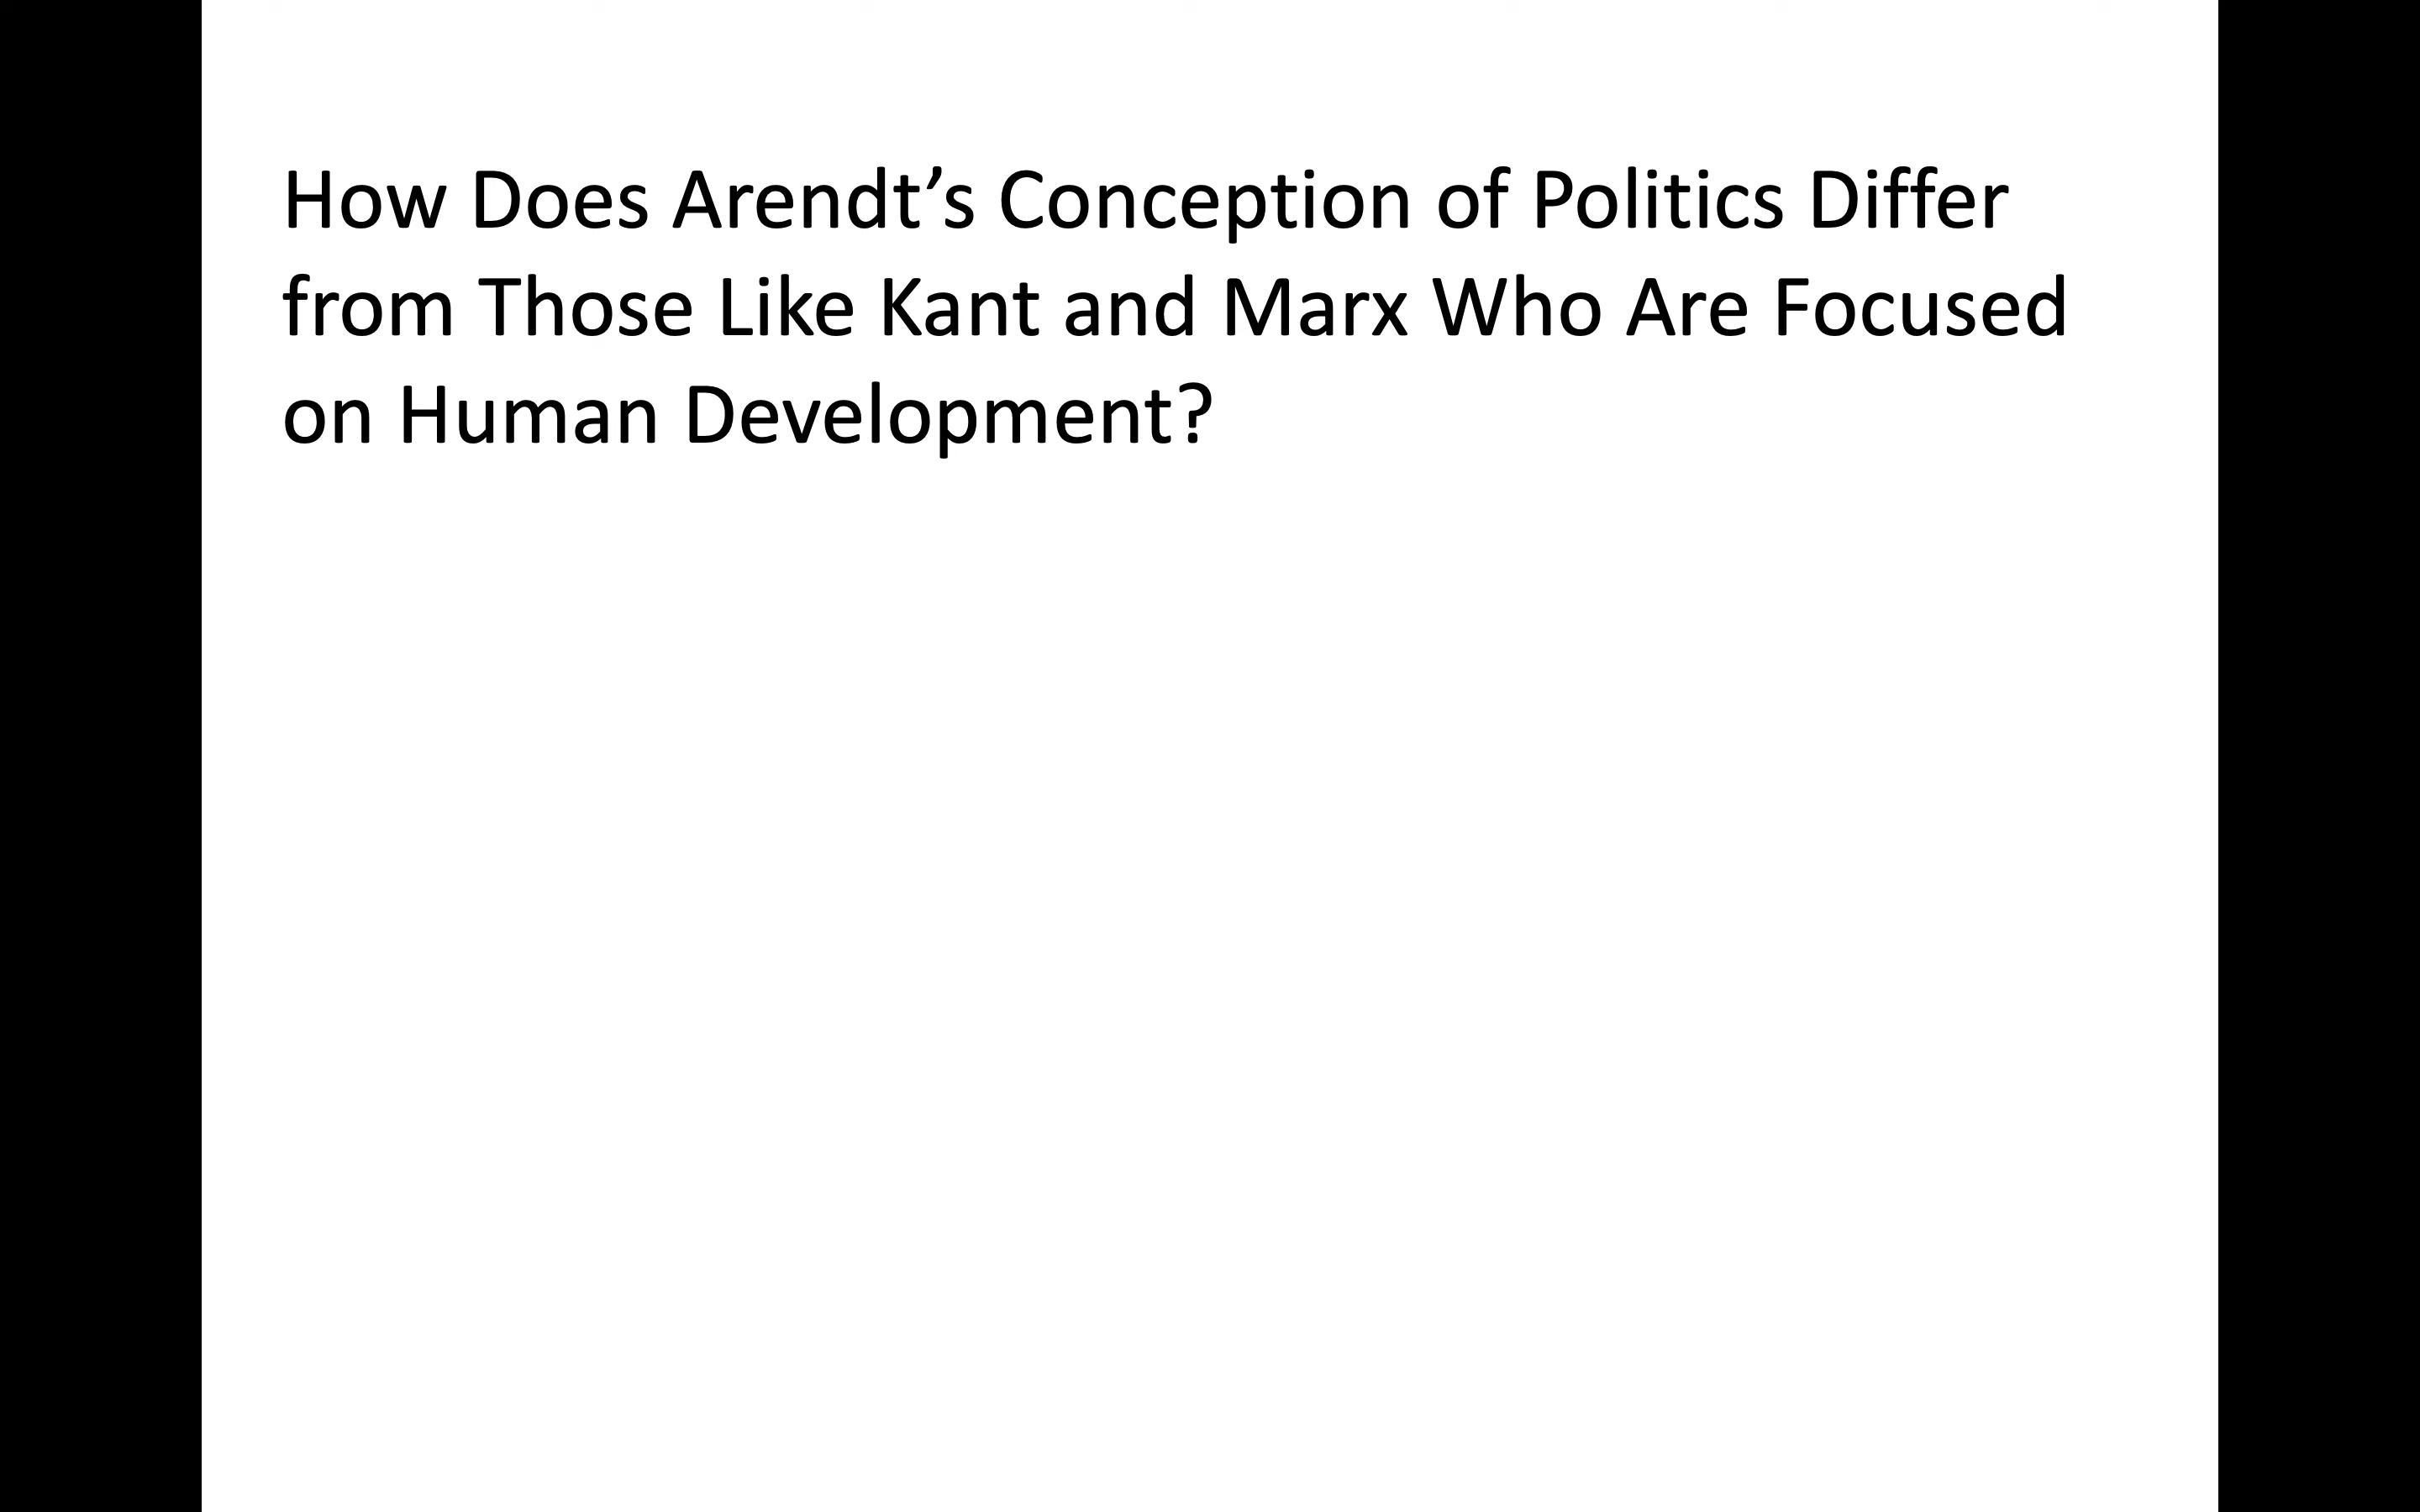 How Does Arendt’s Conception of Politics Differ
from Those Like Kant and Marx Who Are Focused
on Human Development?